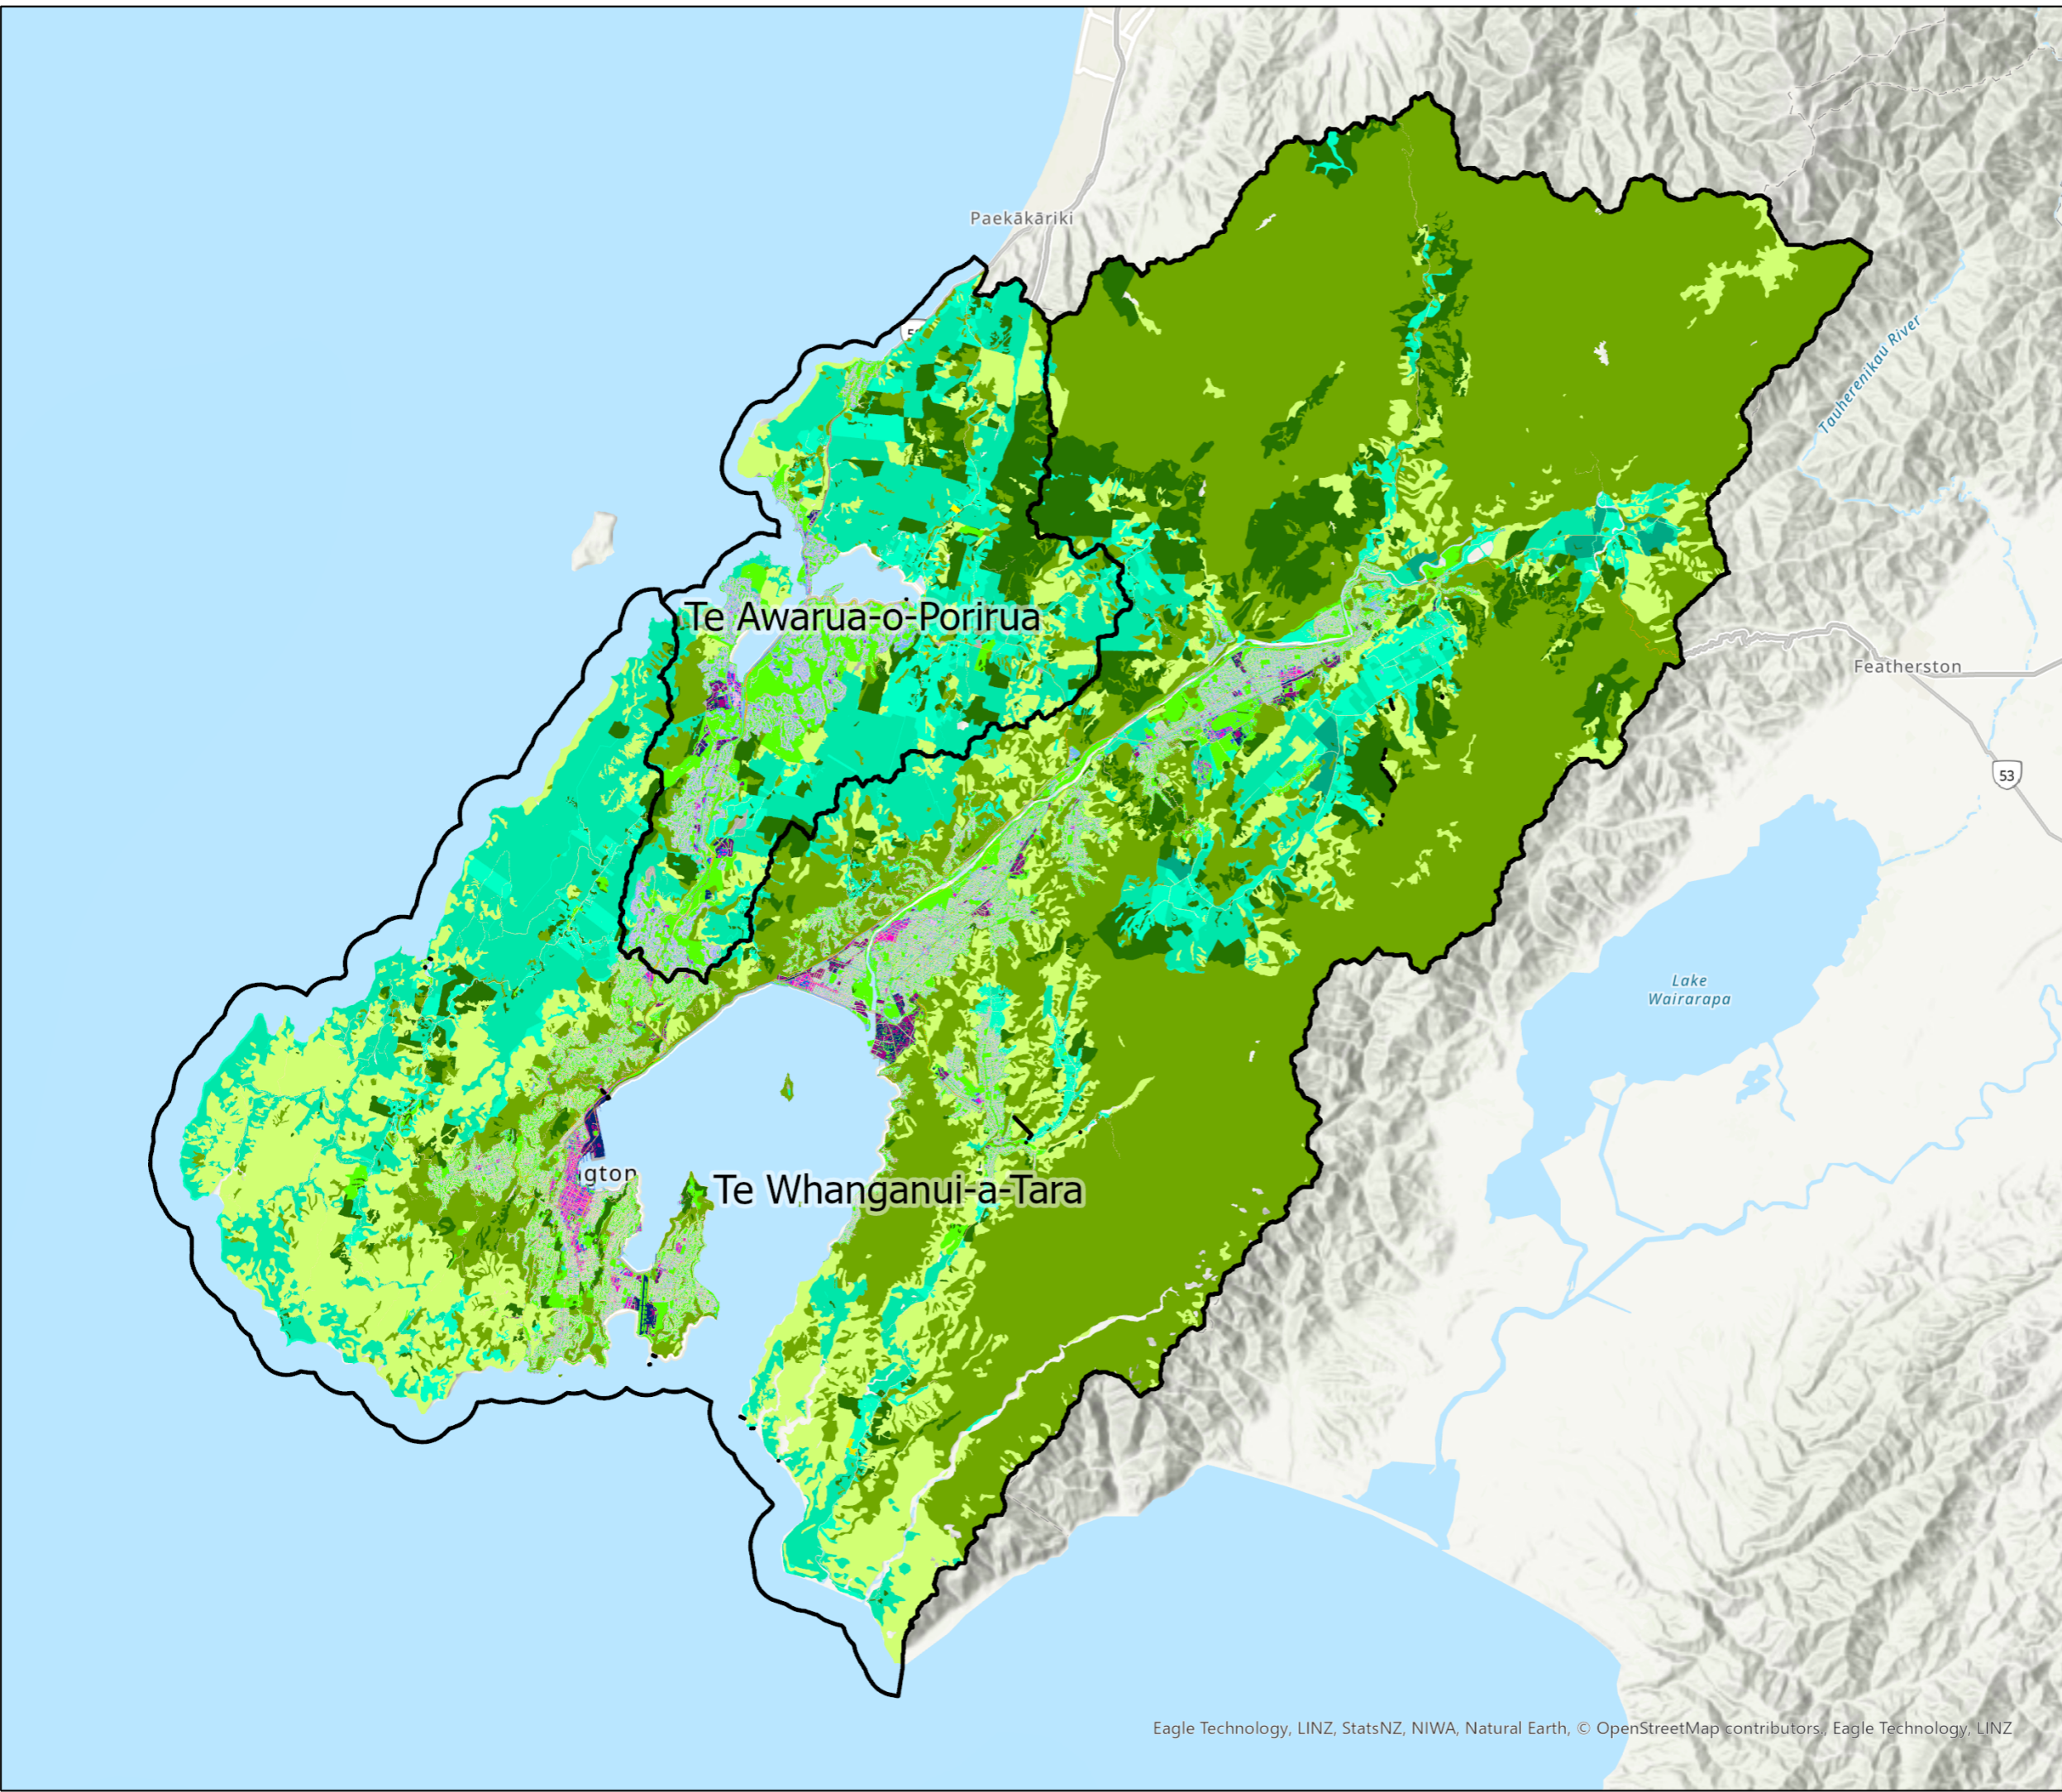 Paekākāriki
Tauherenikau River
Te Awarua-o-Porirua
Featherston
53
Lake
Wairarapa
gton
Te Whanganui-a-Tara
Eagle Technology, LINZ, StatsNZ, NIWA, Natural Earth, © OpenStreetMap contributors., Eagle Technology, LINZ